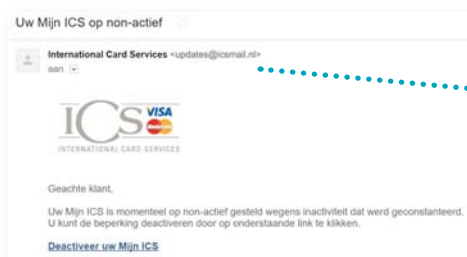 Uw Mijn ICS op non-actief
International Card Services <updates@icsmail.nl>
aan
ICS VISA
MasterCard
INTERNATIONAL CARD SERVICES
Geachte klant,
Uw Mijn ICS is momenteel op non-actief gesteld wegens inactiviteit dat werd geconstanteerd.
U kunt de beperking deactiveren door op onderstaande link te klikken.
Deactiveer uw Mijn ICS